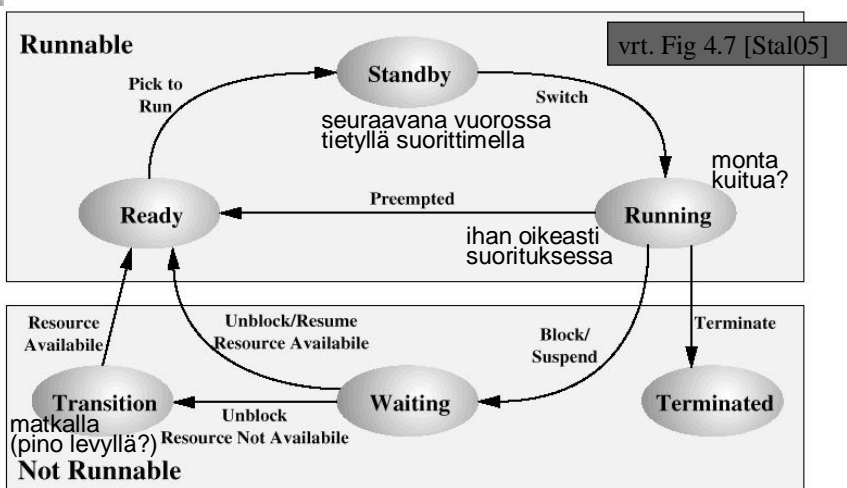 Runnable
vrt. Fig 4.7 [Stal05]
Pick to
Run
Standby
Switch
seuraavana vuorossa
tietyllä suorittimella
monta
kuitua?
Ready
Preempted
Running
ihan oikeasti
suorituksessa
Resource
Availabile
Unblock/Resume
Resource Availabile
Block/
Suspend
Terminate
Transition
matkalla
(pino levyllä?)
Unblock
Resource Not Availabile
Waiting
Terminated
Not Runnable